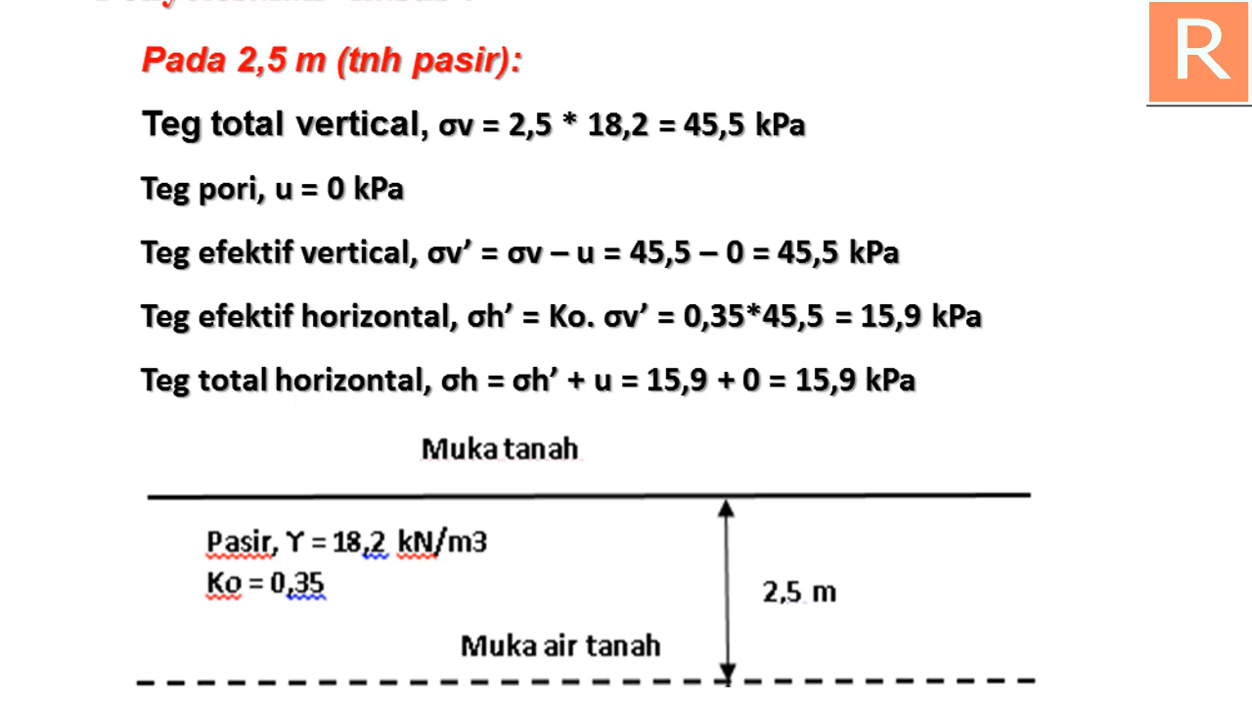 R
Pada 2,5 m (tnh pasir):
Teg total vertical, σv = 2,5 * 18,2 = 45,5 kPa
Teg pori, u = 0 kPa
Teg efektif vertical, σv’ = σv – u = 45,5 – 0 = 45,5 kPa
Teg efektif horizontal, σh’ = Ko. σv’ = 0,35*45,5 = 15,9 kPa
Teg total horizontal, σh = σh’ + u = 15,9 + 0 = 15,9 kPa
Muka tanah
Pasir, ϒ = 18,2 kN/m3
Ko = 0,35
2,5 m
Muka air tanah